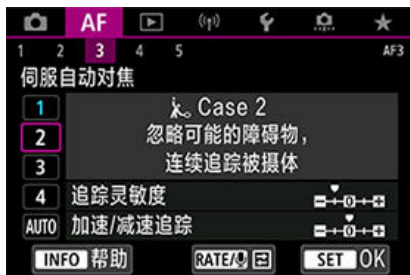 AF
1 2 3 4 5 AF3
伺服自动对焦
1
Case 2
2
忽略可能的障碍物，
3
连续追踪被摄体
4 追踪灵敏度
AUTO 加速/减速追踪
INFO 帮助 RATE/ SET OK